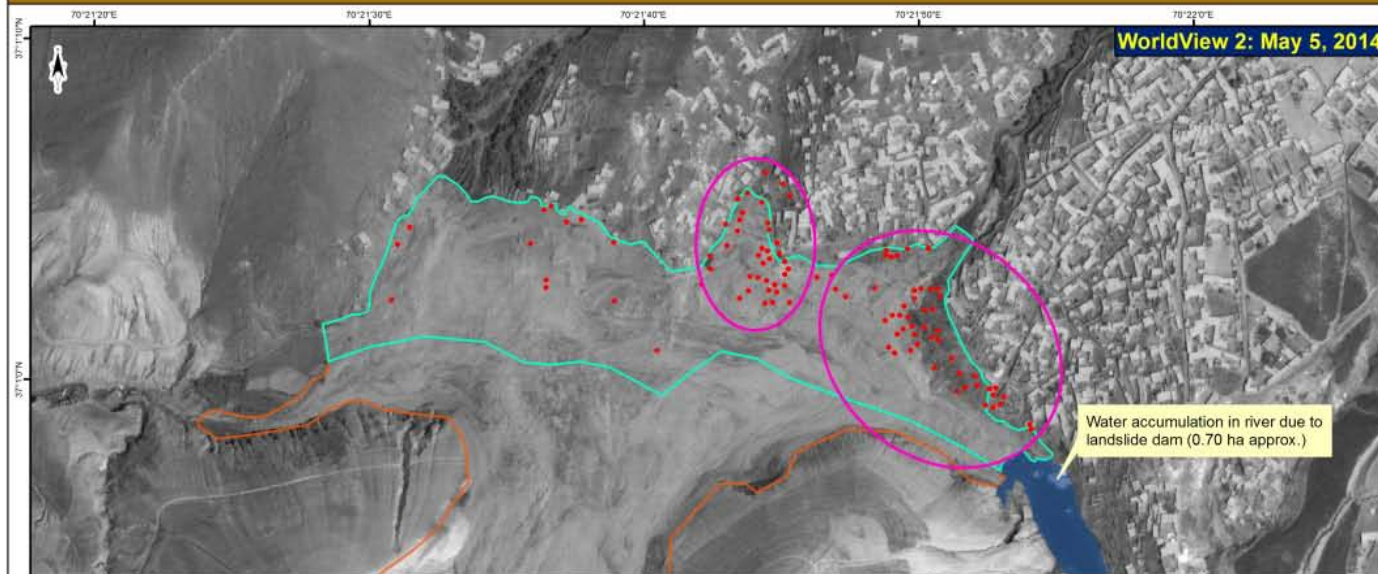 70°21'20"E 70°21'30"E 70°21'40"E 70°21'50"E 78°22'0"E
37°1'10"N
WorldView 2: May 5, 2014
37°1'0"N
Water accumulation in river due to
landslide dam (0.70 ha approx.)